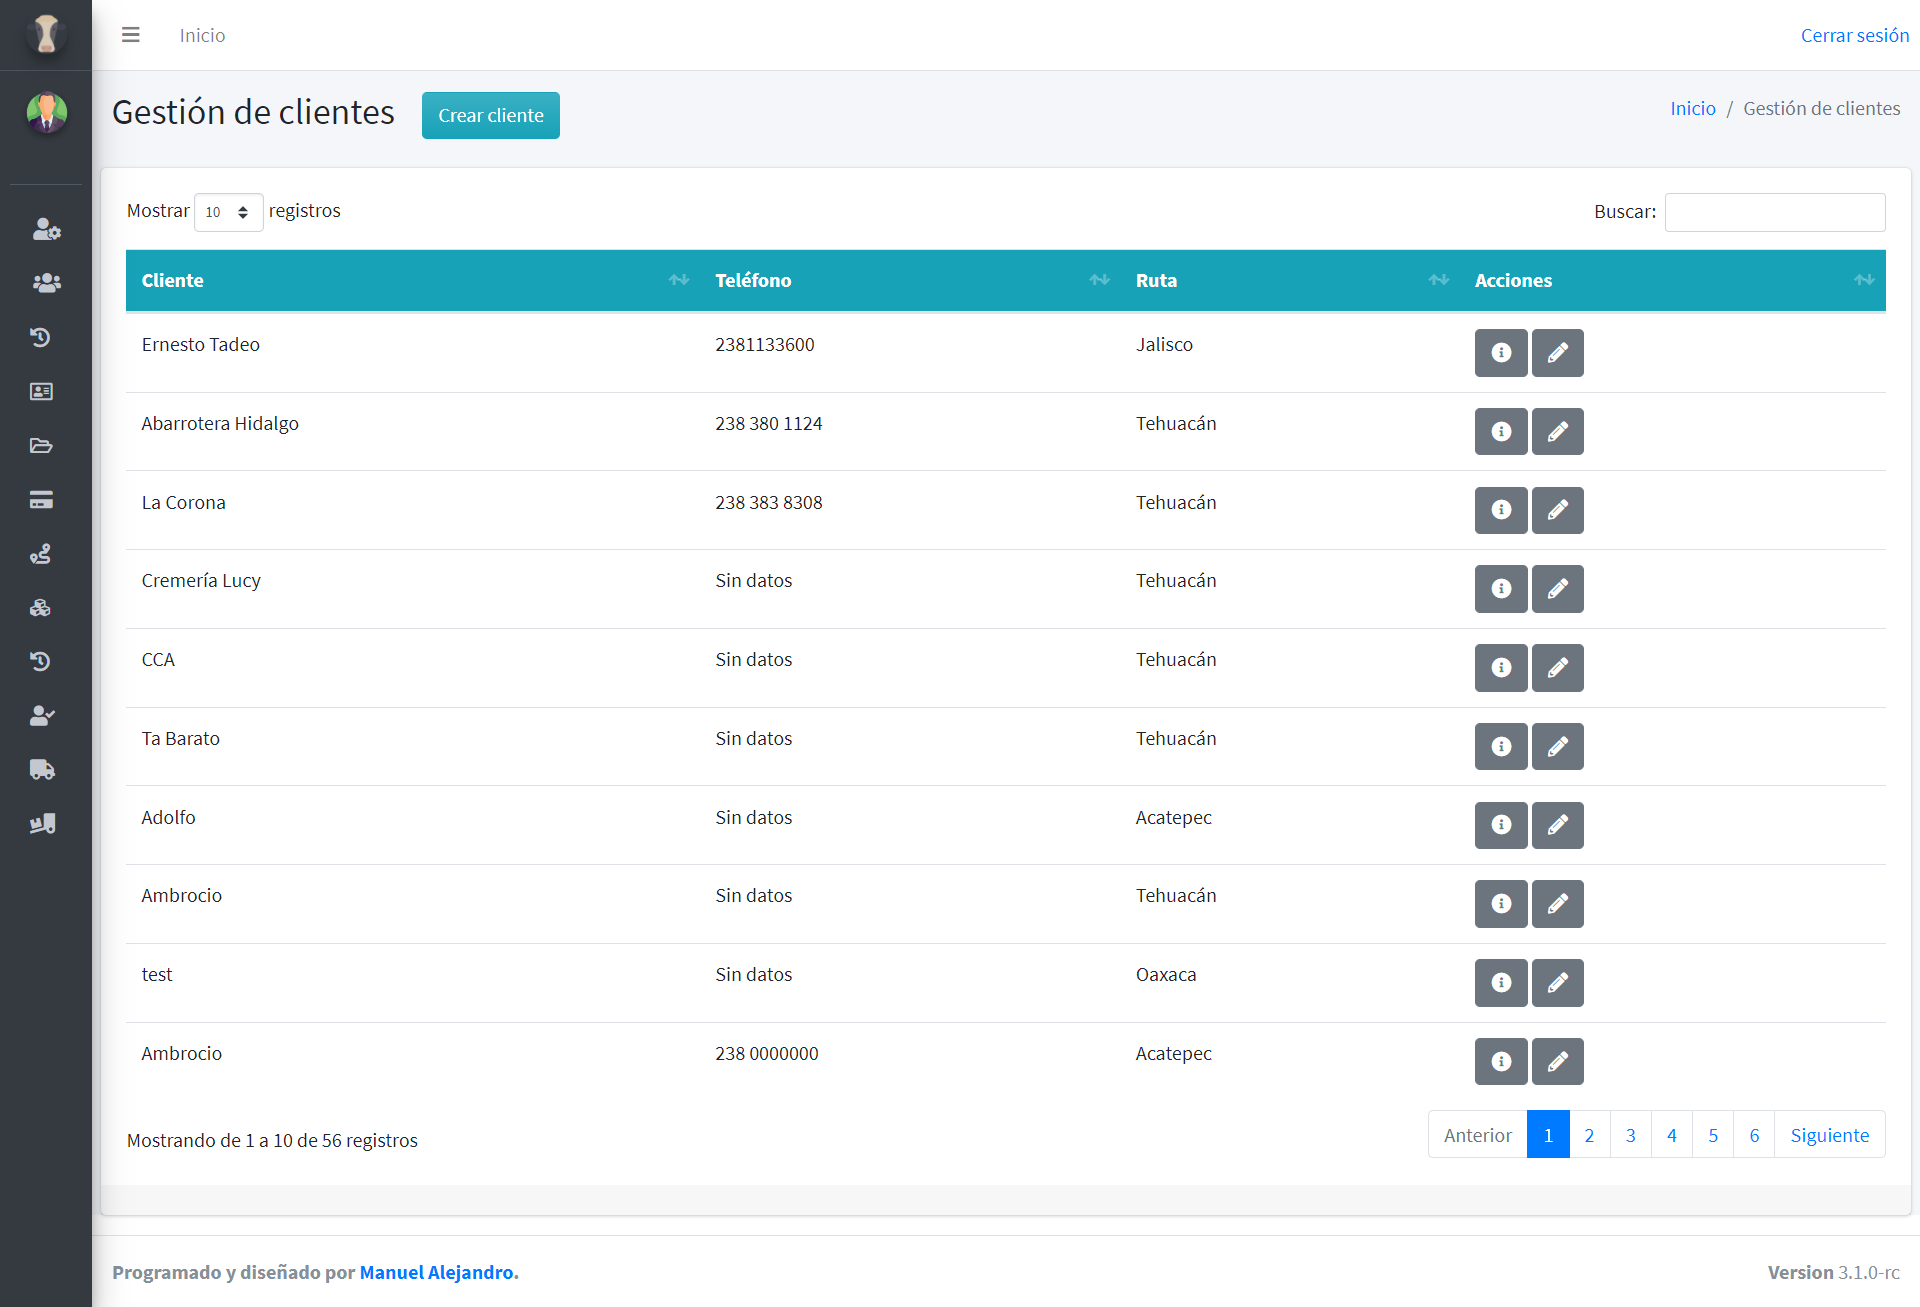 Inicio
Cerrar sesión
Gestión de clientes
Crear cliente
Inicio / Gestión de clientes
Mostrar 10 registros
Buscar:
Cliente Teléfono Ruta Acciones
Ernesto Tadeo 2381133600 Jalisco
Abarrotera Hidalgo 238 380 1124 Tehuacán
La Corona 238 383 8308 Tehuacán
Cremería Lucy Sin datos Tehuacán
CCA Sin datos Tehuacán
Ta Barato Sin datos Tehuacán
Adolfo Sin datos Acatepec
Ambrocio Sin datos Tehuacán
test Sin datos Oaxaca
Ambrocio 238 0000000 Acatepec
Mostrando de 1 a 10 de 56 registros
Anterior 1 2 3 4 5 6 Siguiente
Programado y diseñado por Manuel Alejandro.
Version 3.1.0-rc